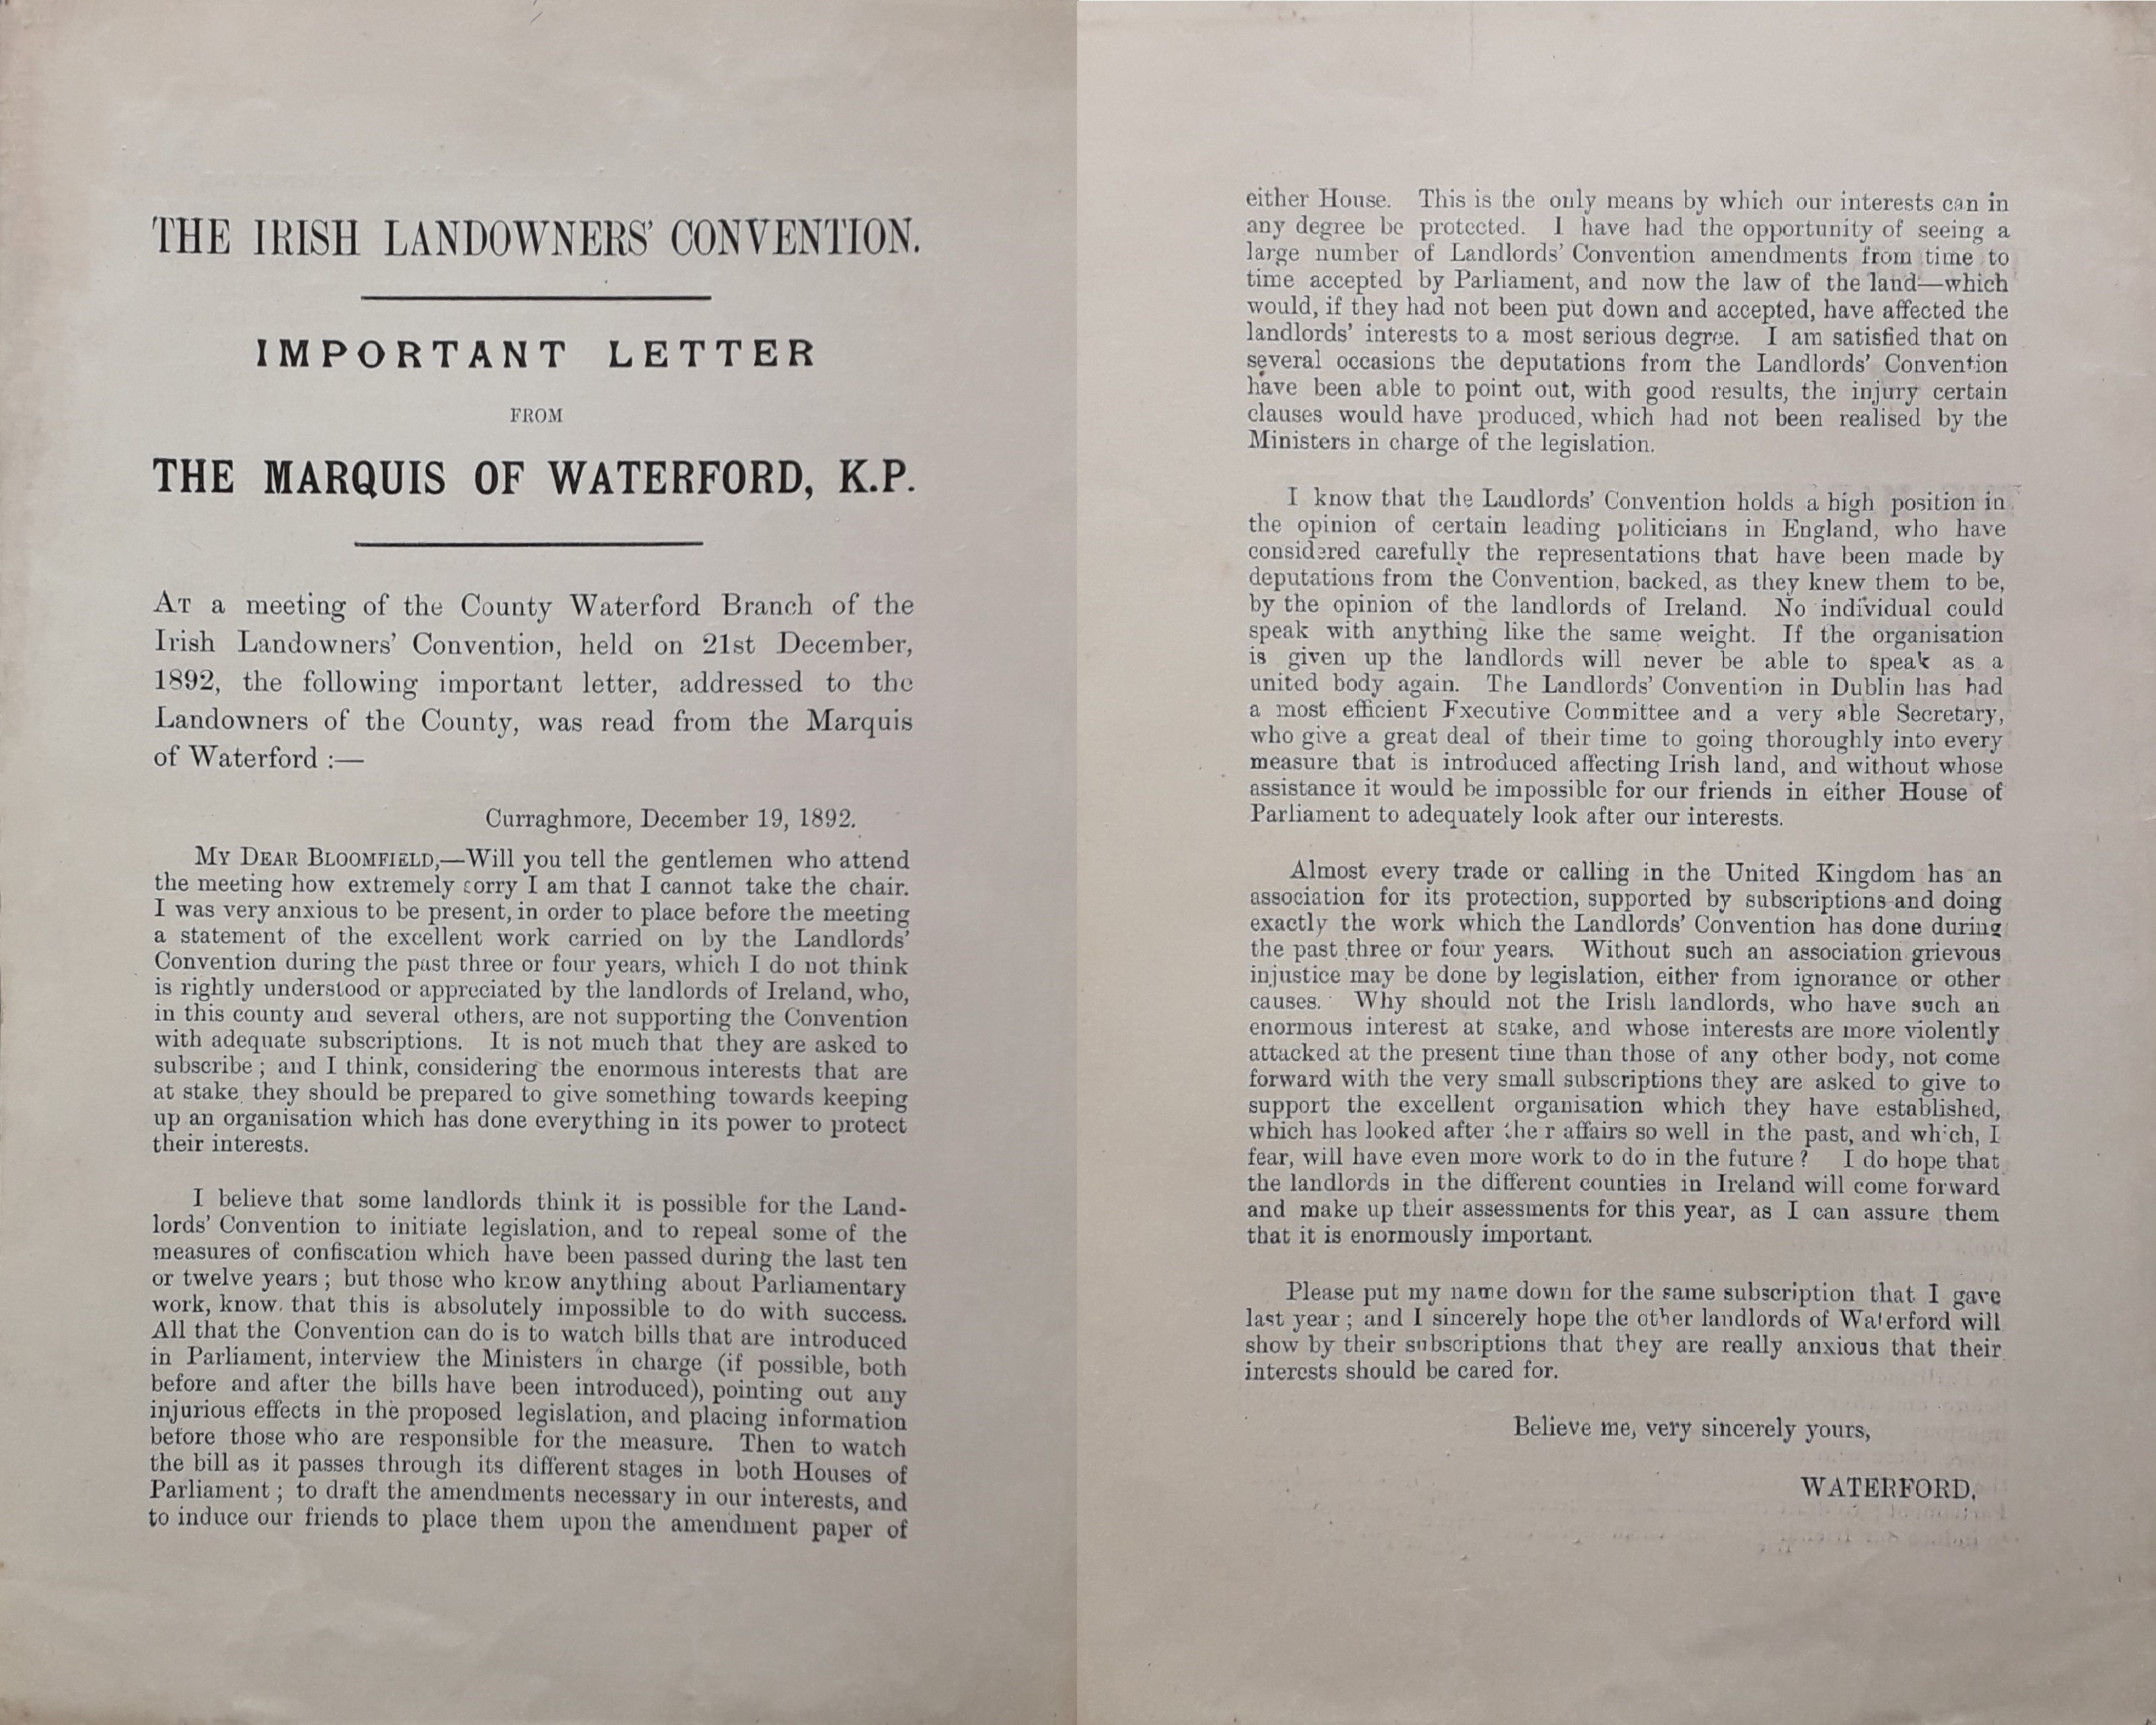 THE IRISH LANDOWNERS' CONVENTION.
IMPORTANT LETTER
FROM
THE MARQUIS OF WATERFORD, K.P.
At a meeting of the County Waterford Branch of the
Irish Landowners' Convention, held on 21st December,
1892, the following important letter, addressed to the
Landowners of the County, was read from the Marquis
of Waterford :—
Curraghmore, December 19, 1892.
My Dear Bloomfield,—Will you tell the gentlemen who attend
the meeting how extremely sorry I am that I cannot take the chair.
I was very anxious to be present, in order to place before the meeting
a statement of the excellent work carried on by the Landlords'
Convention during the past three or four years, which I do not think
is rightly understood or appreciated by the landlords of Ireland, who,
in this county and several others, are not supporting the Convention
with adequate subscriptions. It is not much that they are asked to
subscribe ; and I think, considering the enormous interests that are
at stake, they should be prepared to give something towards keeping
up an organisation which has done everything in its power to protect
their interests.
I believe that some landlords think it is possible for the Land-
lords' Convention to initiate legislation, and to repeal some of the
measures of confiscation which have been passed during the last ten
or twelve years ; but those who know anything about Parliamentary
work, know that this is absolutely impossible to do with success.
All that the Convention can do is to watch bills that are introduced
in Parliament, interview the Ministers in charge (if possible, both
before and after the bills have been introduced), pointing out any
injurious effects in the proposed legislation, and placing information
before those who are responsible for the measure. Then to watch
the bill as it passes through its different stages in both Houses of
Parliament ; to draft the amendments necessary in our interests, and
to induce our friends to place them upon the amendment paper of
either House. This is the only means by which our interests can in
any degree be protected. I have had the opportunity of seeing a
large number of Landlords' Convention amendments from time to
time accepted by Parliament, and now the law of the land—which
would, if they had not been put down and accepted, have affected the
landlords' interests to a most serious degree. I am satisfied that on
several occasions the deputations from the Landlords' Convention
have been able to point out, with good results, the injury certain
clauses would have produced, which had not been realised by the
Ministers in charge of the legislation.
I know that the Landlords' Convention holds a high position in
the opinion of certain leading politicians in England, who have
considered carefully the representations that have been made by
deputations from the Convention, backed, as they knew them to be,
by the opinion of the landlords of Ireland. No individual could
speak with anything like the same weight. If the organisation
is given up the landlords will never be able to speak as a
united body again. The Landlords' Convention in Dublin has had
a most efficient Executive Committee and a very able Secretary,
who give a great deal of their time to going thoroughly into every
measure that is introduced affecting Irish land, and without whose
assistance it would be impossible for our friends in either House of
Parliament to adequately look after our interests.
Almost every trade or calling in the United Kingdom has an
association for its protection, supported by subscriptions and doing
exactly the work which the Landlords' Convention has done during
the past three or four years. Without such an association grievous
injustice may be done by legislation, either from ignorance or other
causes. Why should not the Irish landlords, who have such an
enormous interest at stake, and whose interests are more violently
attacked at the present time than those of any other body, not come
forward with the very small subscriptions they are asked to give to
support the excellent organisation which they have established,
which has looked after their affairs so well in the past, and which, I
fear, will have even more work to do in the future ? I do hope that
the landlords in the different counties in Ireland will come forward
and make up their assessments for this year, as I can assure them
that it is enormously important.
Please put my name down for the same subscription that I gave
last year ; and I sincerely hope the other landlords of Waterford will
show by their subscriptions that they are really anxious that their
interests should be cared for.
Believe me, very sincerely yours,
WATERFORD.